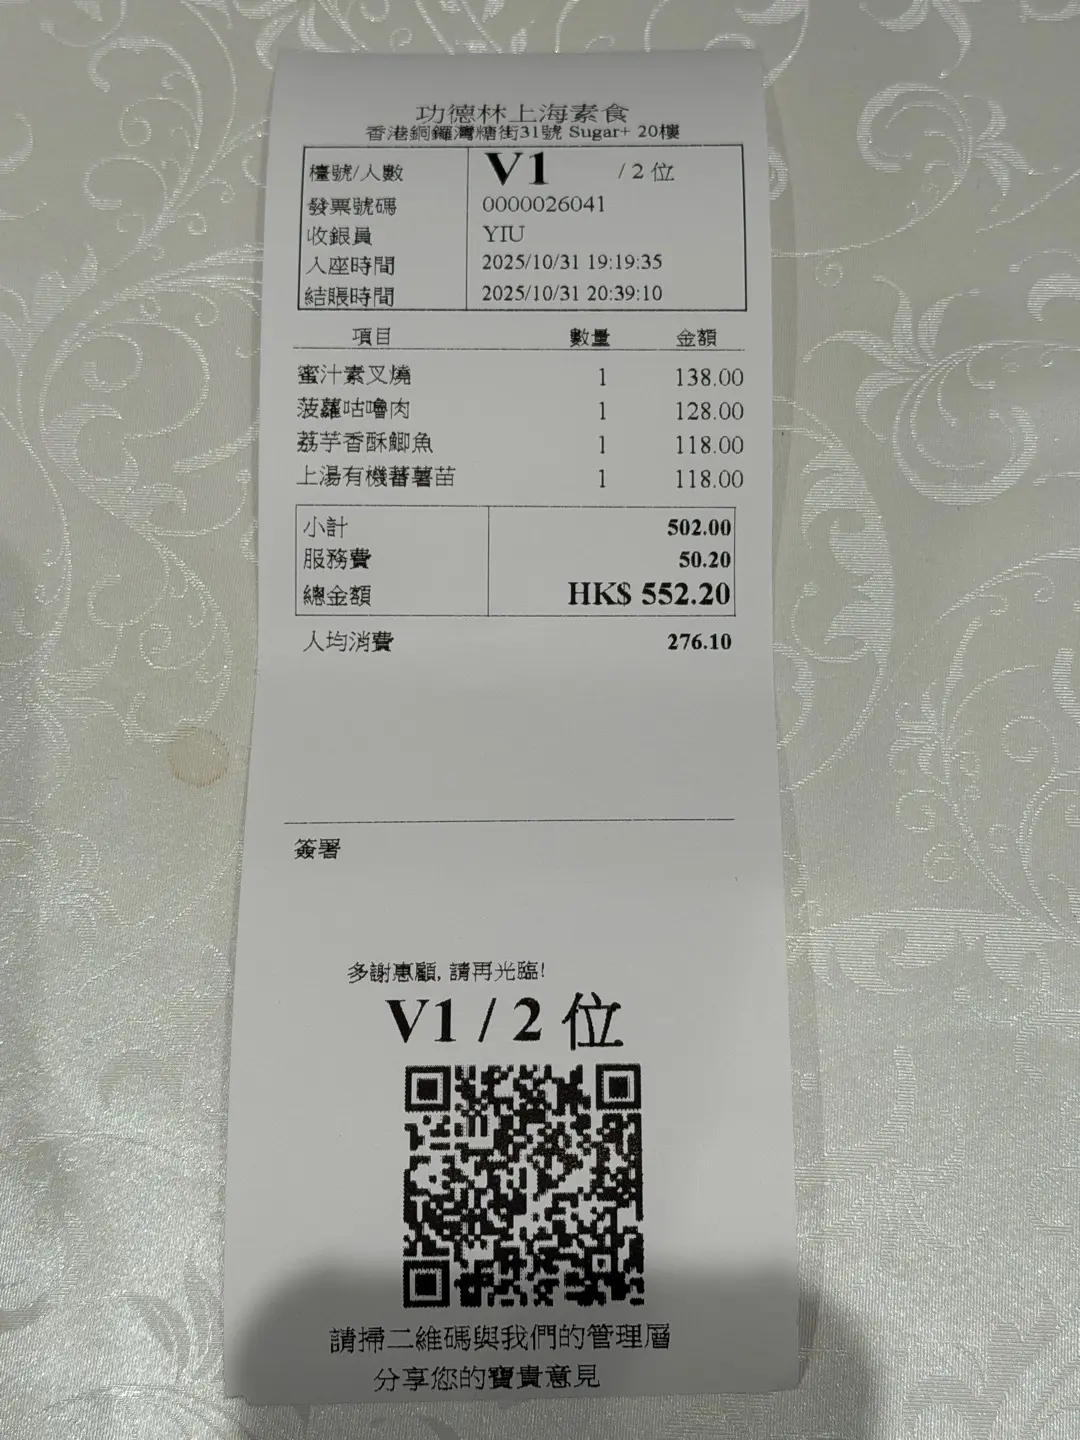 功德林上海素食
香港銅鑼灣糖街31號 Sugar+ 20樓
檯號/人數 V1 / 2 位
發票號碼 0000026041
收銀員 YIU
入座時間 2025/10/31 19:19:35
結賬時間 2025/10/31 20:39:10
項目 數量 金額
蜜汁素叉燒 1 138.00
菠蘿咕嚕肉 1 128.00
荔芋香酥鯽魚 1 118.00
上湯有機蕃薯苗 1 118.00
小計 502.00
服務費 50.20
總金額 HK$ 552.20
人均消費 276.10
簽署
多謝惠顧, 請再光臨!
V1 / 2 位
請掃二維碼與我們的管理層
分享您的寶貴意見